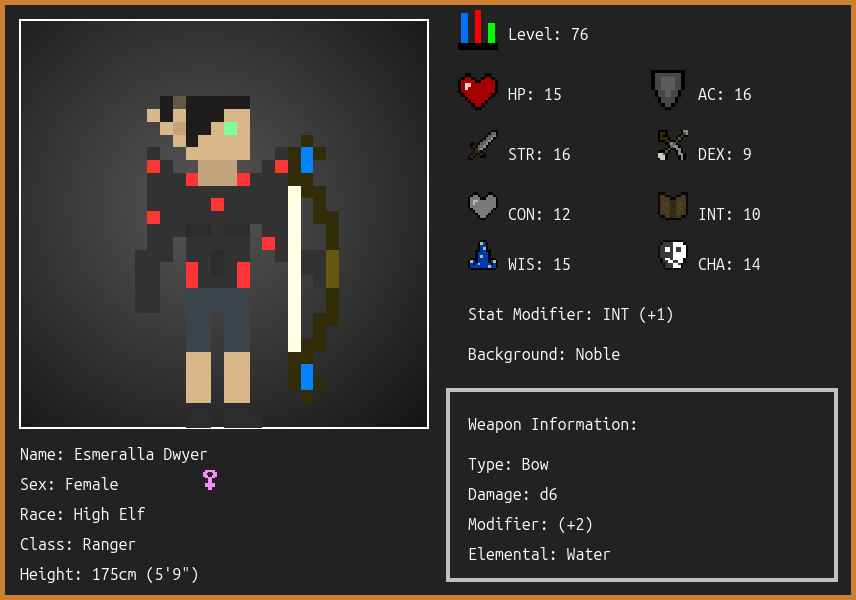 Level: 76
HP: 15
AC: 16
STR: 16
DEX: 9
CON: 12
INT: 10
WIS: 15
CHA: 14
Stat Modifier: INT (+1)
Background: Noble
Weapon Information:
Type: Bow
Damage: d6
Modifier: (+2)
Elemental: Water
Name: Esmeralla Dwyer
Sex: Female
Race: High Elf
Class: Ranger
Height: 175cm (5'9")